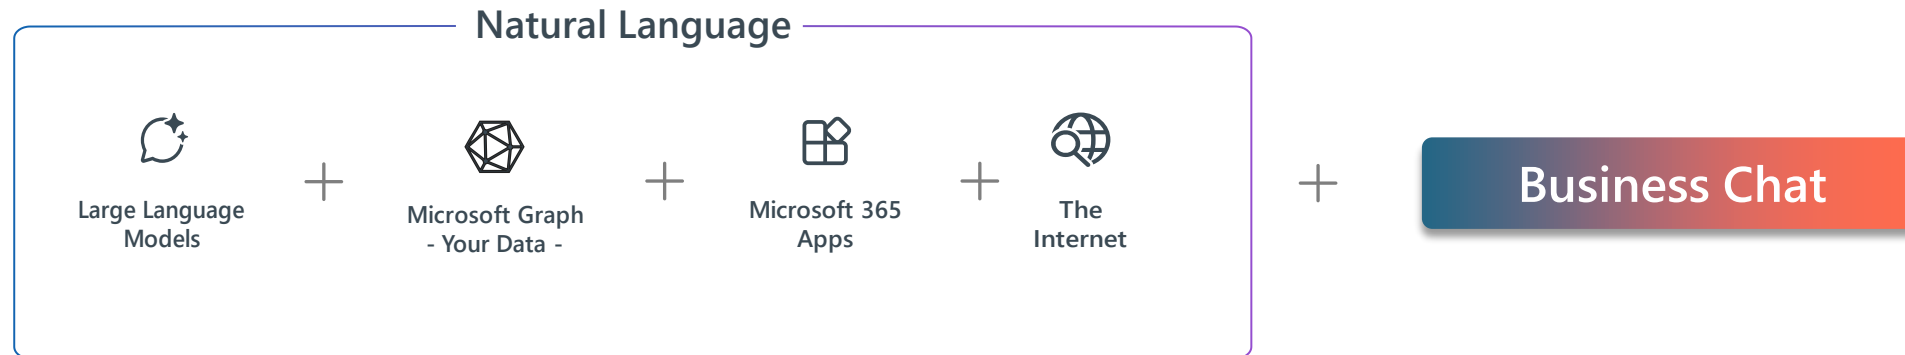 Natural Language
Large Language
Models
Microsoft Graph
- Your Data -
Microsoft 365
Apps
The
Internet
Business Chat